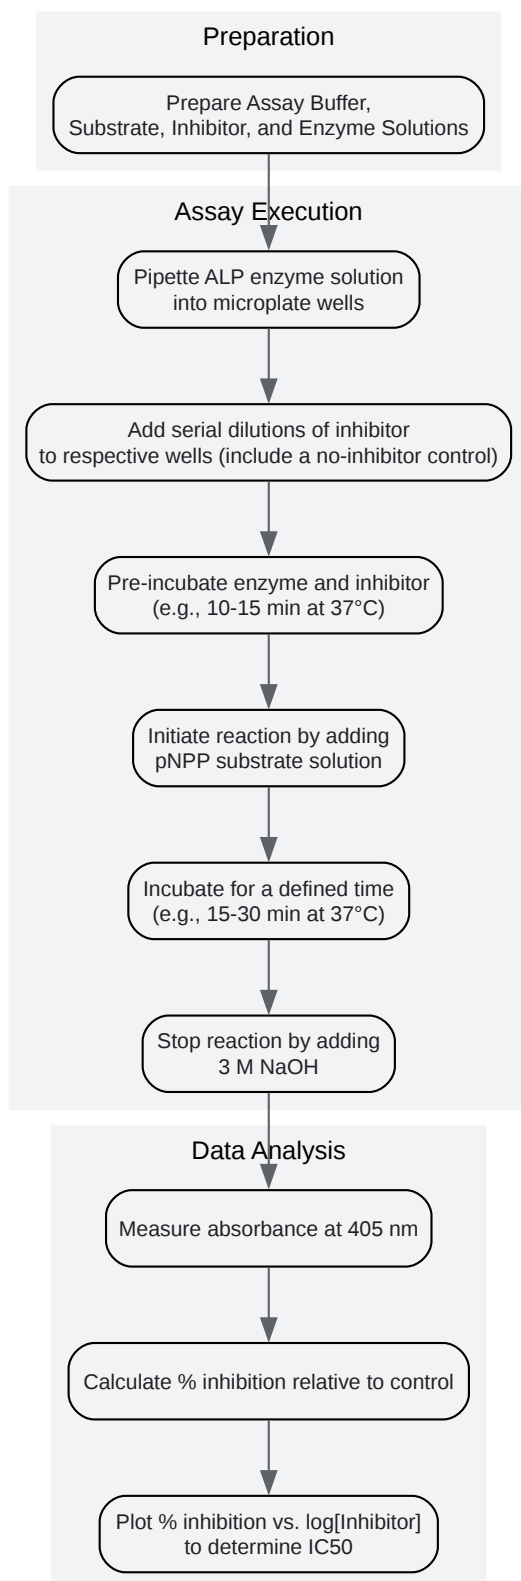 Preparation
Prepare Assay Buffer,
Substrate, Inhibitor, and Enzyme Solutions
Assay Execution
Pipette ALP enzyme solution
into microplate wells
Add serial dilutions of inhibitor
to respective wells (include a no-inhibitor control)
Pre-incubate enzyme and inhibitor
(e.g., 10-15 min at 37°C)
Initiate reaction by adding
pNPP substrate solution
Incubate for a defined time
(e.g., 15-30 min at 37°C)
Stop reaction by adding
3 M NaOH
Data Analysis
Measure absorbance at 405 nm
Calculate % inhibition relative to control
Plot % inhibition vs. log[Inhibitor]
to determine IC50